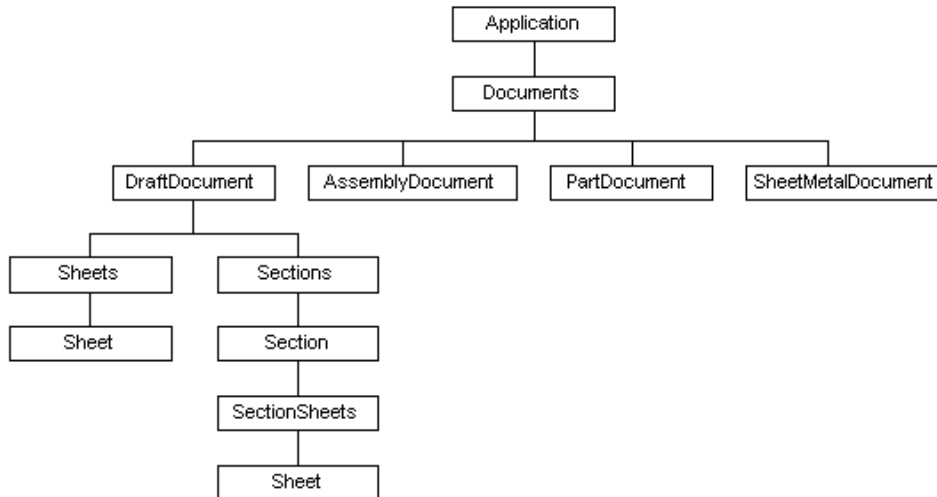 Application
Documents
DraftDocument
AssemblyDocument
PartDocument
SheetMetalDocument
Sheets
Sections
Sheet
Section
SectionSheets
Sheet